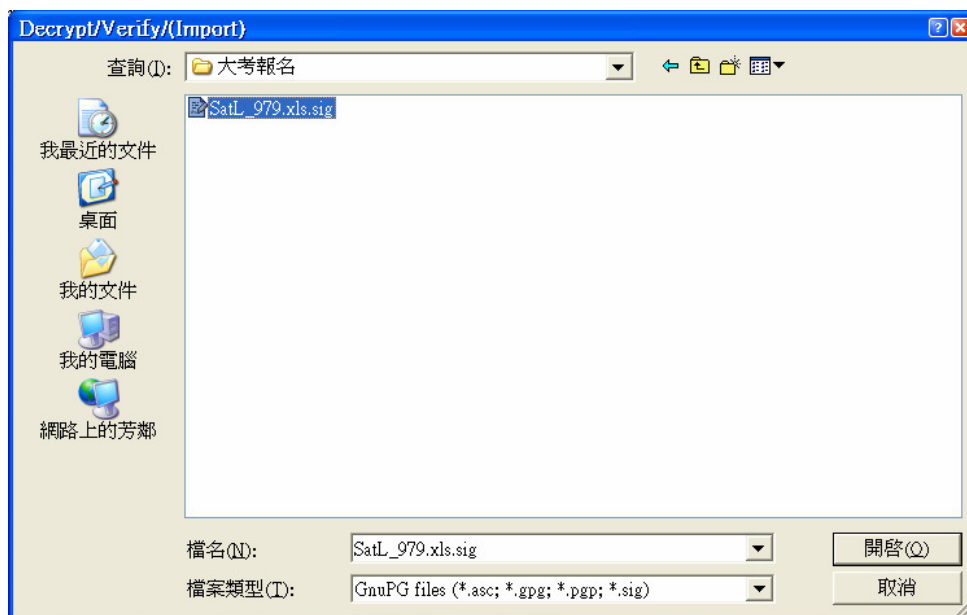 Decrypt/Verify/(Import)
查詢(I):
大考報名
SatL_979.xls.sig
我最近的文件
桌面
我的文件
我的電腦
網路上的芳鄰
檔名(N):
SatL_979.xls.sig
開啓(O)
檔案類型(T):
GnuPG files (*.asc; *.gpg; *.pgp; *.sig)
取消